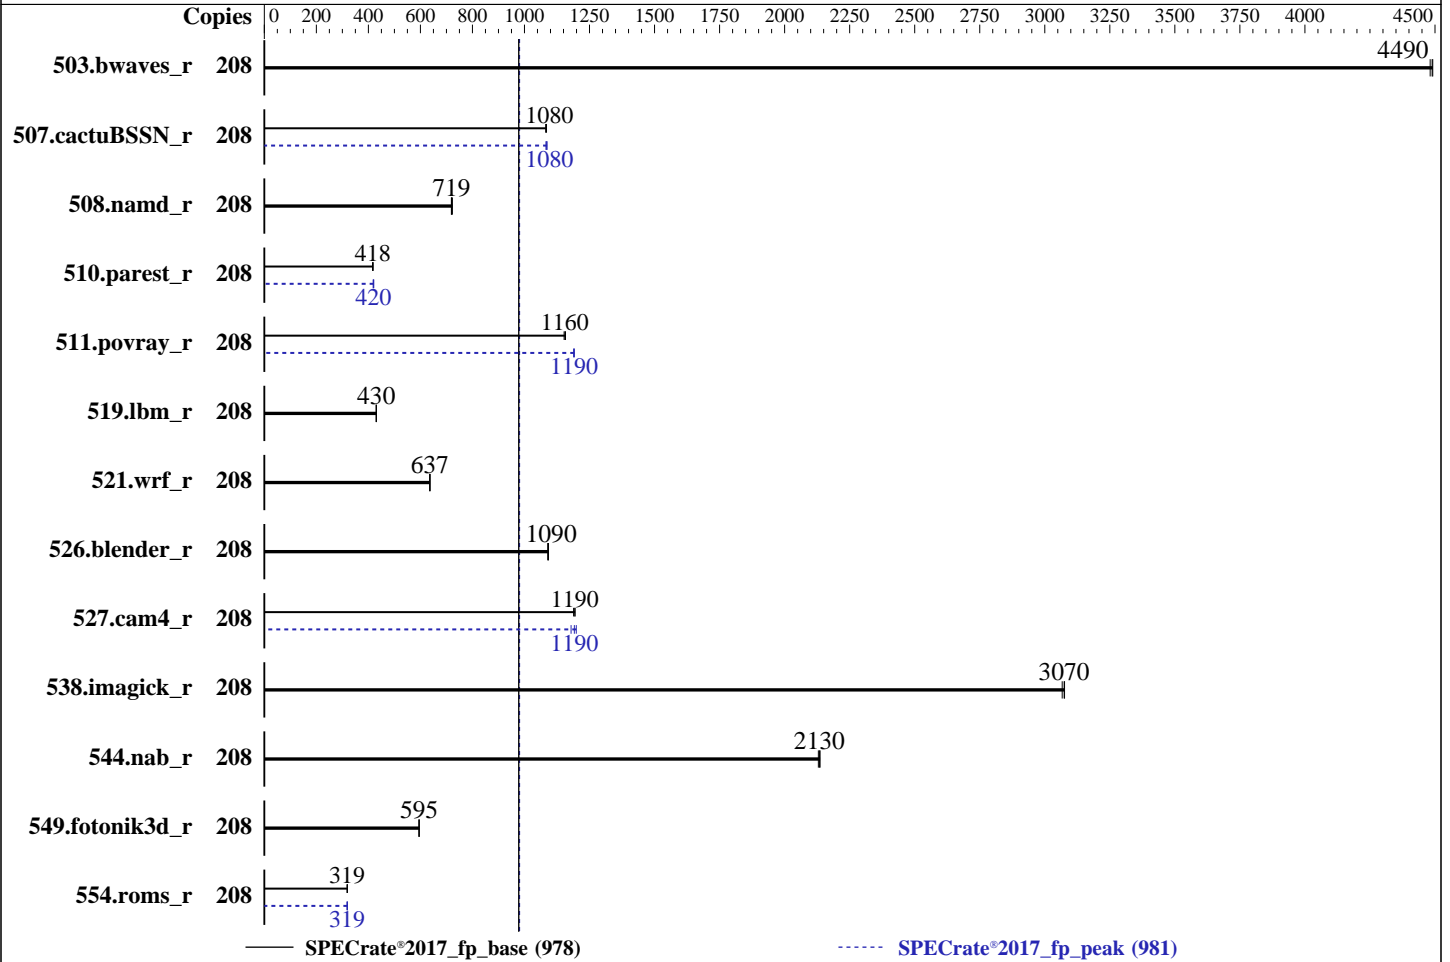 Copies 0 200 400 600 800 1000 1250 1500 1750 2000 2250 2500 2750 3000 3250 3500 3750 4000 4500
503.bwaves_r 208 4490
507.cactuBSSN_r 208 1080
1080
508.namd_r 208 719
510.parest_r 208 418
420
511.povray_r 208 1160
1190
519.lbm_r 208 430
521.wrf_r 208 637
526.blender_r 208 1090
527.cam4_r 208 1190
1190
538.imagick_r 208 3070
544.nab_r 208 2130
549.fotonik3d_r 208 595
554.roms_r 208 319
319
SPECrate®2017_fp_base (978) SPECrate®2017_fp_peak (981)